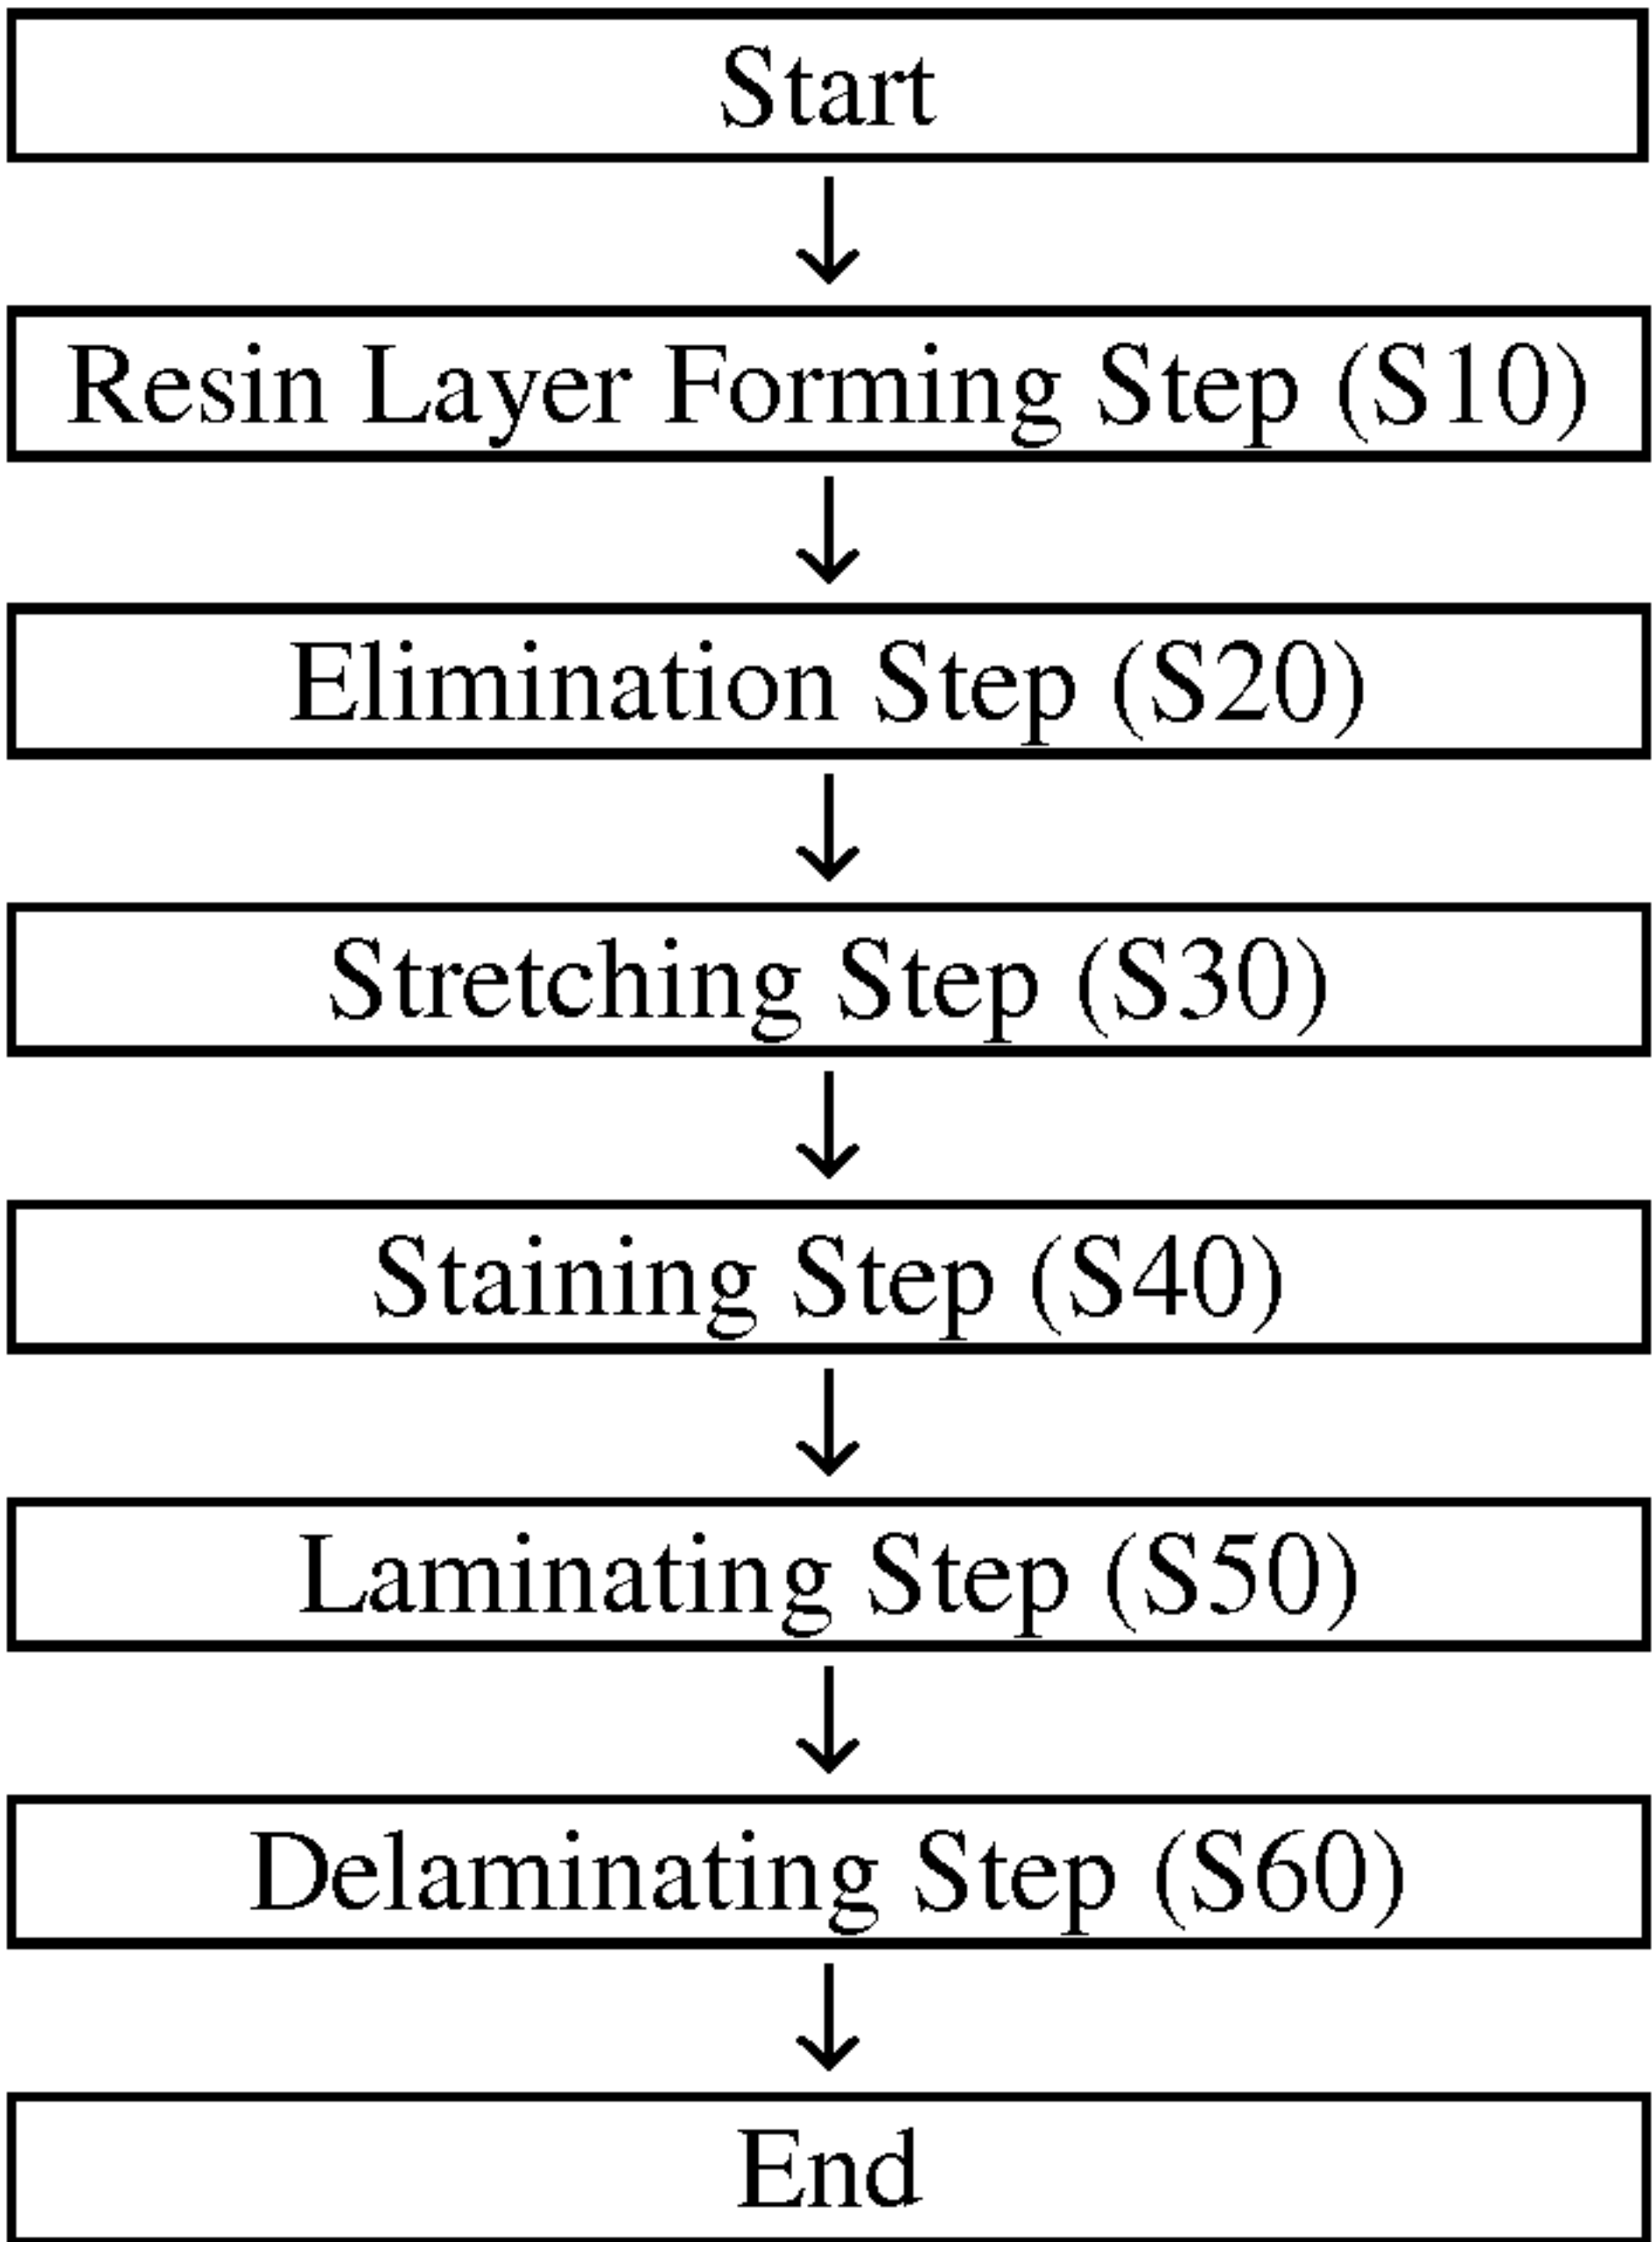 Start
Resin Layer Forming Step (S10)
Elimination Step (S20)
Stretching Step (S30)
Staining Step (S40)
Laminating Step (S50)
Delaminating Step (S60)
End